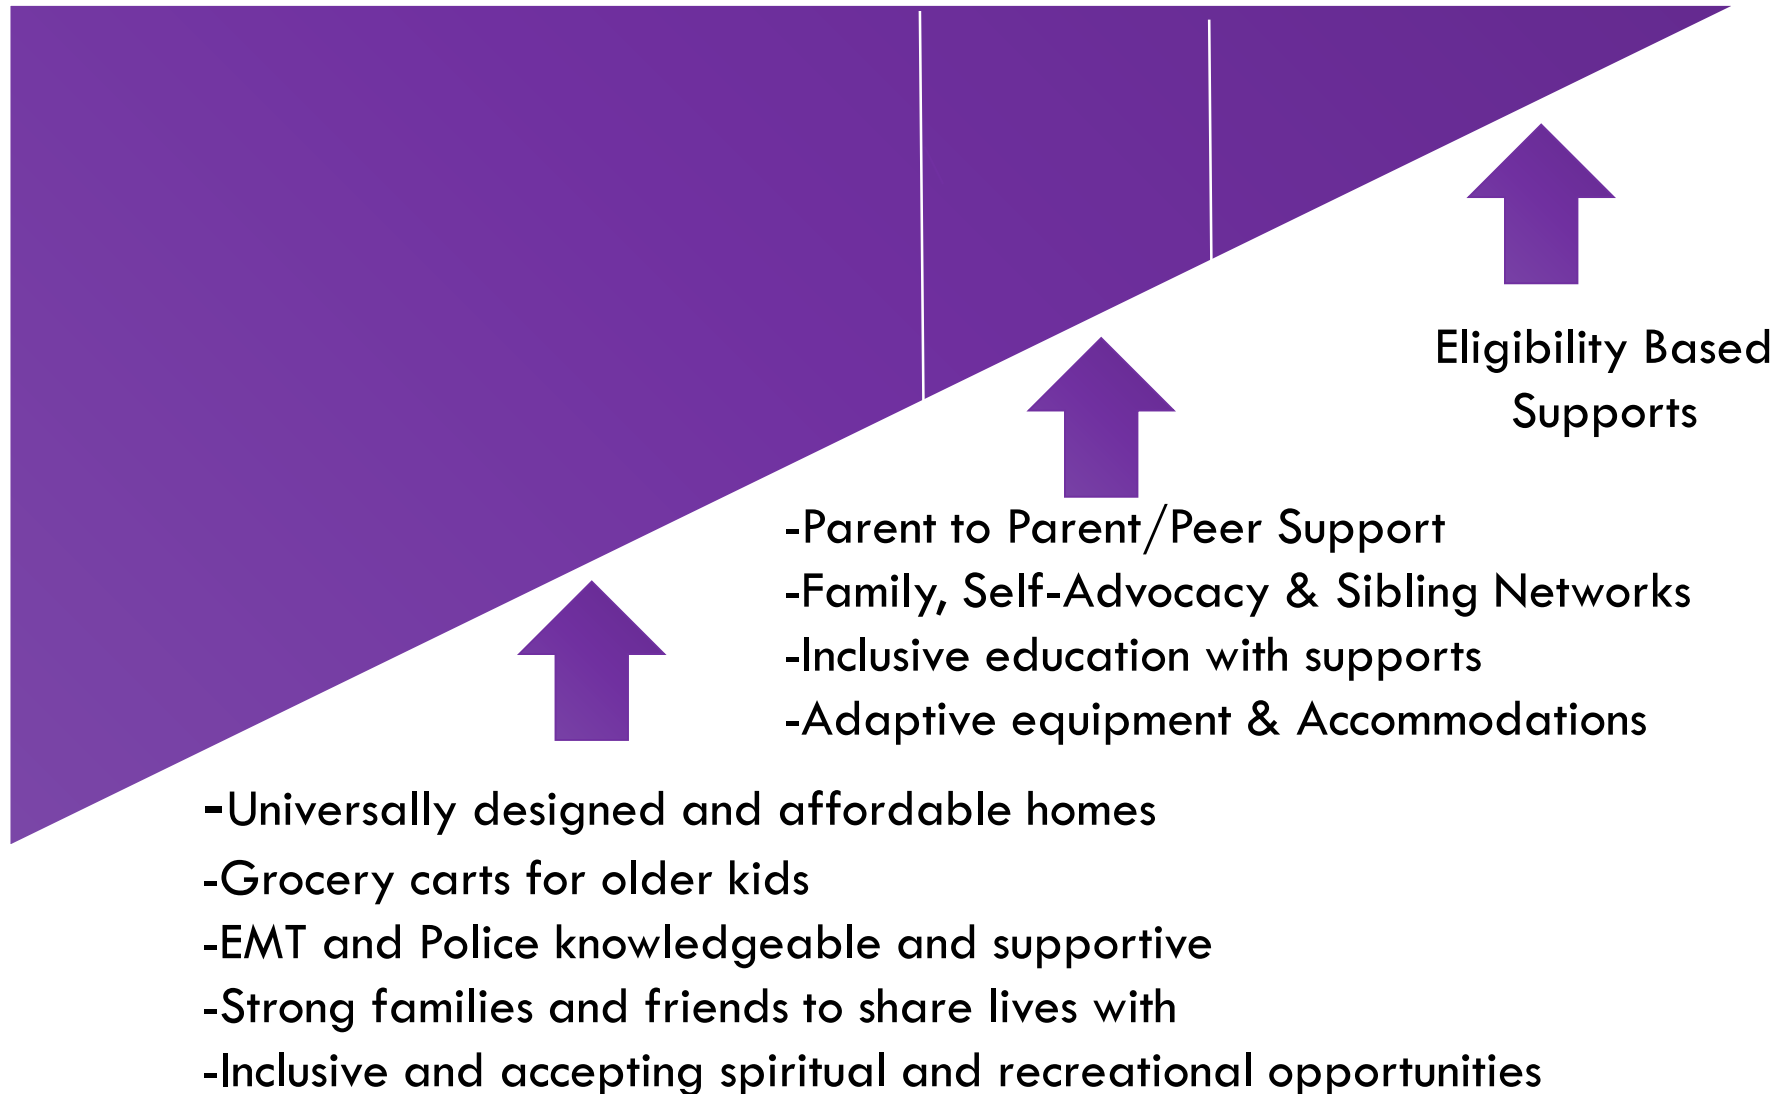 Eligibility Based
Supports
-Parent to Parent/Peer Support
-Family, Self-Advocacy & Sibling Networks
-Inclusive education with supports
-Adaptive equipment & Accommodations
-Universally designed and affordable homes
-Grocery carts for older kids
-EMT and Police knowledgeable and supportive
-Strong families and friends to share lives with
-Inclusive and accepting spiritual and recreational opportunities